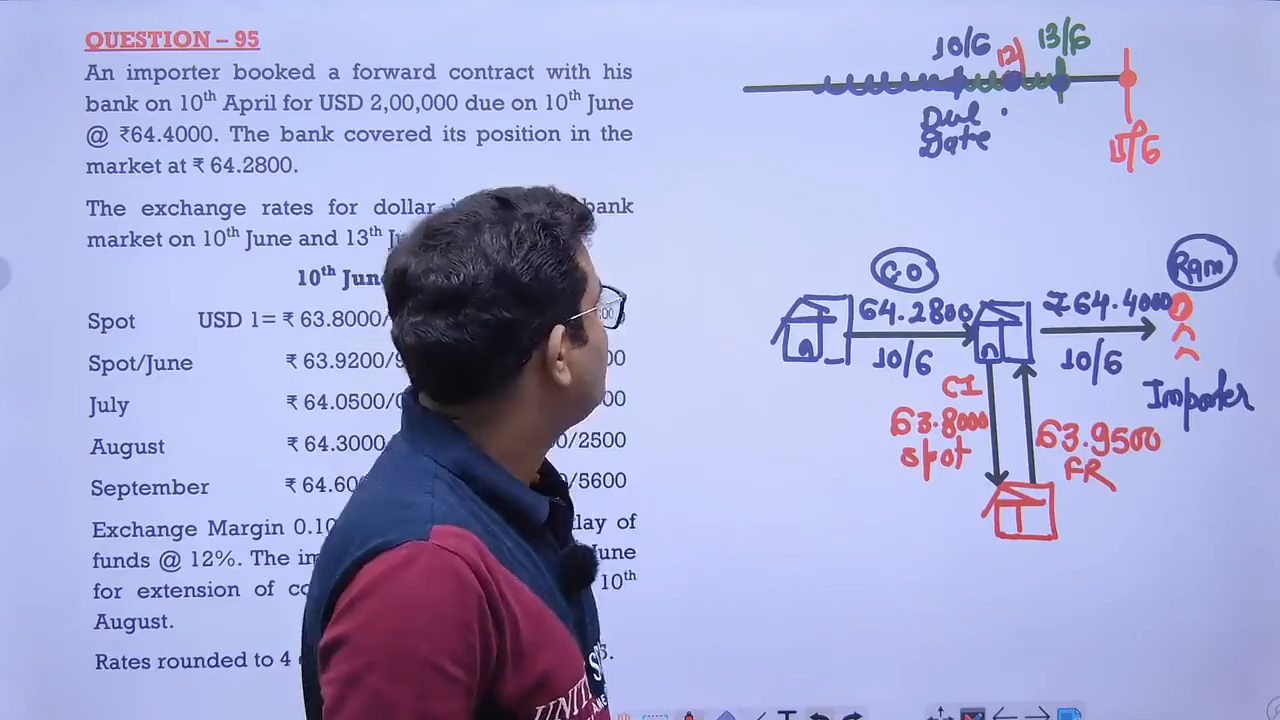 QUESTION – 95
An importer booked a forward contract with his
bank on 10th April for USD 2,00,000 due on 10th June
@ ₹64.4000. The bank covered its position in the
market at ₹ 64.2800.
The exchange rates for dollar bank
market on 10th June and 13th
10th Jun
Spot USD 1= ₹ 63.8000/
Spot/June ₹ 63.9200/9 00
July ₹ 64.0500/0 00
August ₹ 64.3000 0/2500
September ₹ 64.60 /5600
Exchange Margin 0.10 lay of
funds @ 12%. The im June
for extension of co 10th
August.
Rates rounded to 4 s.
10/6 12/ 13/6
Due
Date
15/6
CO
Ram
64.2800 ₹64.4000
10/6 10/6
Importer
CI
63.8000
Spot
63.9500
FR
UNIT